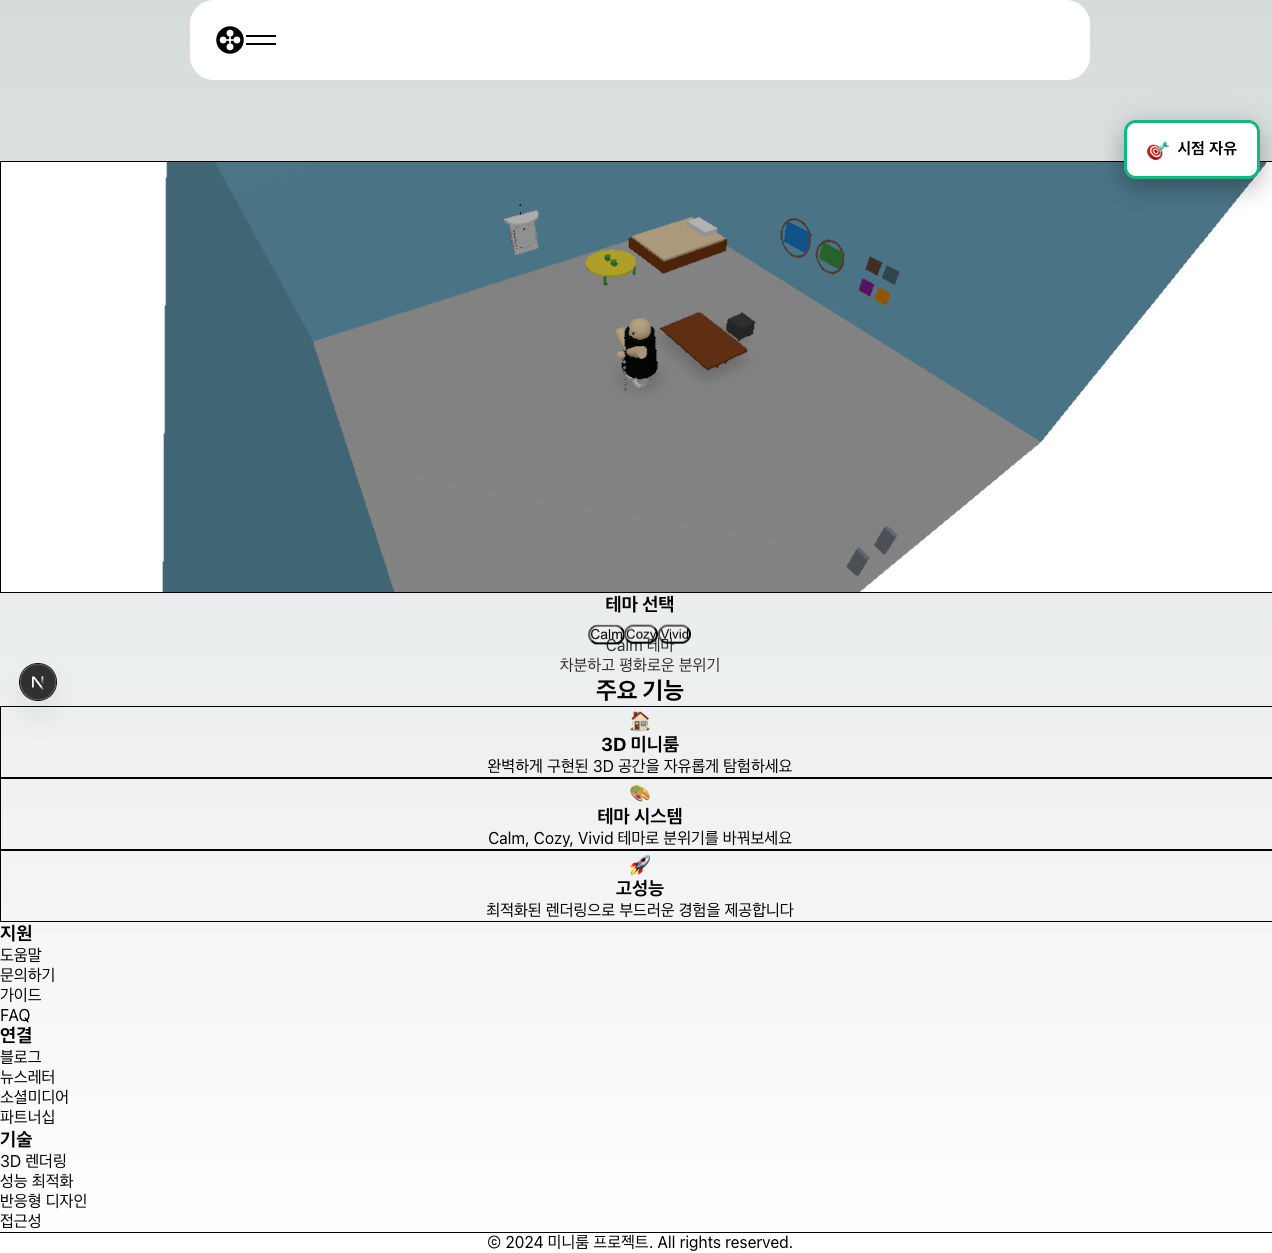 시점 자유
테마 선택
Calm Cozy Vivid
Calm 테마
차분하고 평화로운 분위기
주요 기능
3D 미니룸
완벽하게 구현된 3D 공간을 자유롭게 탐험하세요
테마 시스템
Calm, Cozy, Vivid 테마로 분위기를 바꿔보세요
고성능
최적화된 렌더링으로 부드러운 경험을 제공합니다
지원
도움말
문의하기
가이드
FAQ
연결
블로그
뉴스레터
소셜미디어
파트너십
기술
3D 렌더링
성능 최적화
반응형 디자인
접근성
© 2024 미니룸 프로젝트. All rights reserved.